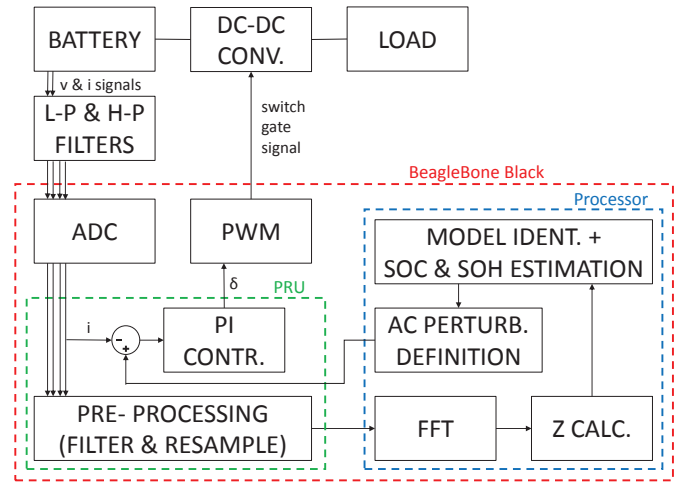 BATTERY
DC-DC
CONV.
LOAD
v & i signals
L-P & H-P
FILTERS
switch
gate
signal
BeagleBone Black
Processor
ADC
PWM
MODEL IDENT. +
SOC & SOH ESTIMATION
δ
PRU
i
-
+
PI
CONTR.
AC PERTURB.
DEFINITION
PRE- PROCESSING
(FILTER & RESAMPLE)
FFT
Z CALC.